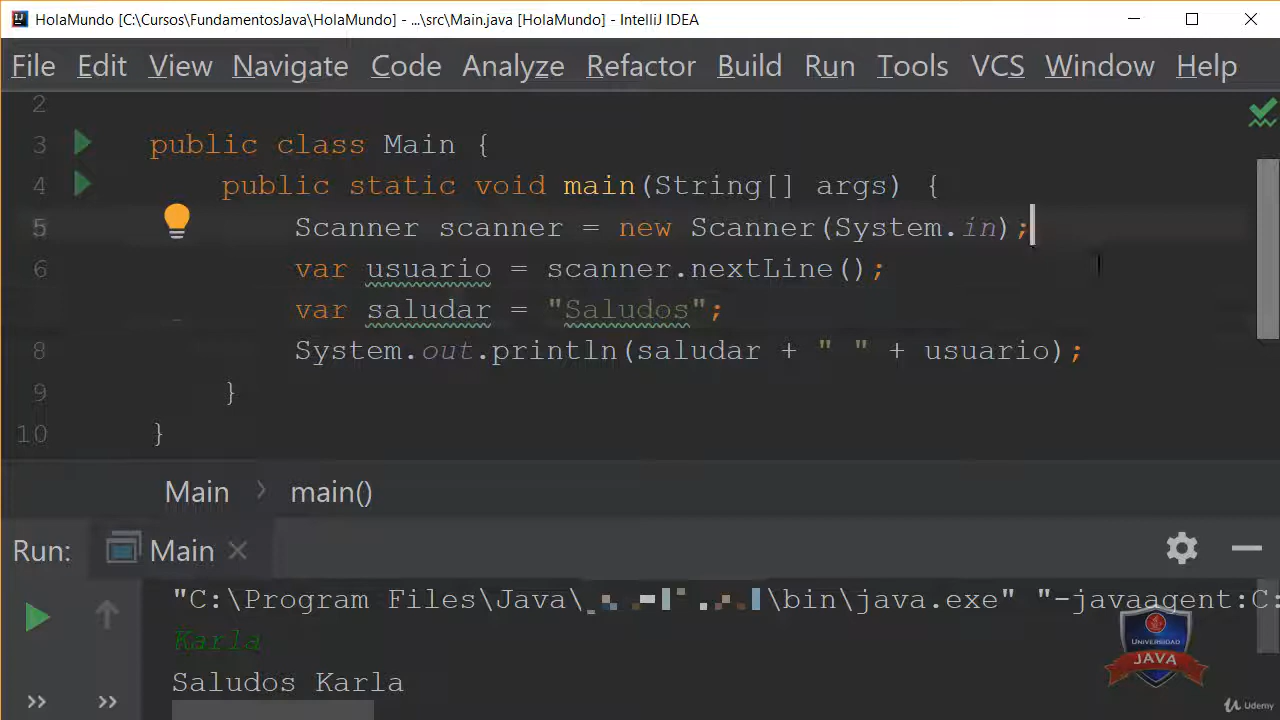 HolaMundo [C:\Cursos\FundamentosJava\HolaMundo] - ...\src\Main.java [HolaMundo] - IntelliJ IDEA
File Edit View Navigate Code Analyze Refactor Build Run Tools VCS Window Help
2
3 public class Main {
4 public static void main(String[] args) {
5 Scanner scanner = new Scanner(System.in);
6 var usuario = scanner.nextLine();
var saludar = "Saludos";
8 System.out.println(saludar + " " + usuario);
9 }
10 }
Main > main()
Run: Main
"C:\Program Files\Java\ \bin\java.exe" "-javaagent:C:
Karla
Saludos Karla
UNIVERSIDAD
JAVA
Udemy